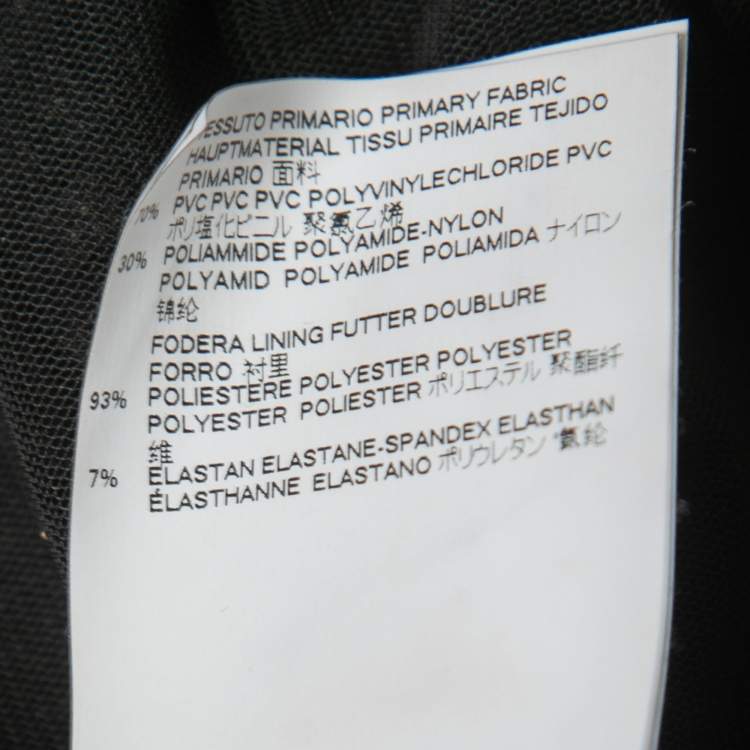 ESSUTO PRIMARIO PRIMARY FABRIC
HAUPTMATERIAL TISSU PRIMAIRE TEJIDO
PRIMARIO 面料
70% PVC PVC PVC POLYVINYLECHLORIDE PVC
ポリ塩化ビニル 聚氯乙烯
30% POLIAMMIDE POLYAMIDE-NYLON
POLYAMID POLYAMIDE POLIAMIDA ナイロン
锦纶
FODERA LINING FUTTER DOUBLURE
FORRO 衬里
93% POLIESTERE POLYESTER POLYESTER
POLYESTER POLIESTER ポリエステル 聚酯纤
维
7% ELASTAN ELASTANE-SPANDEX ELASTHAN
ÉLASTHANNE ELASTANO ポリウレタン 氨纶